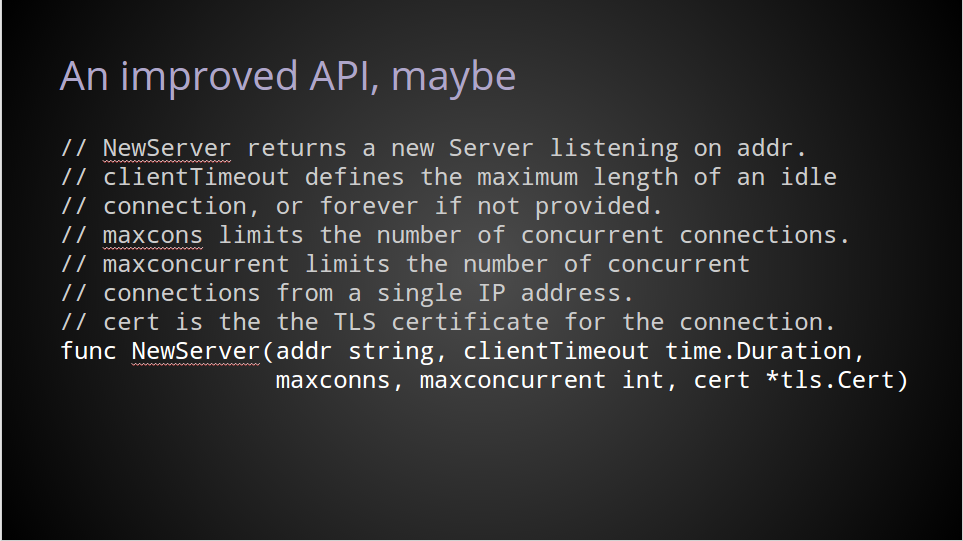 An improved API, maybe
// NewServer returns a new Server listening on addr.
// clientTimeout defines the maximum length of an idle
// connection, or forever if not provided.
// maxcons limits the number of concurrent connections.
// maxconcurrent limits the number of concurrent
// connections from a single IP address.
// cert is the the TLS certificate for the connection.
func NewServer(addr string, clientTimeout time.Duration,
maxconns, maxconcurrent int, cert *tls.Cert)